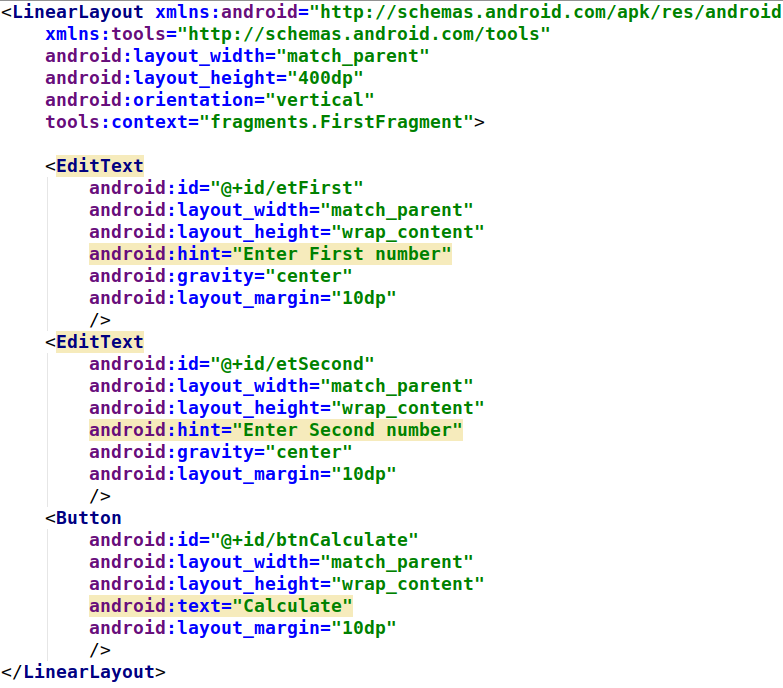 <LinearLayout xmlns:android="http://schemas.android.com/apk/res/android
    xmlns:tools="http://schemas.android.com/tools"
    android:layout_width="match_parent"
    android:layout_height="400dp"
    android:orientation="vertical"
    tools:context="fragments.FirstFragment">

    <EditText
        android:id="@+id/etFirst"
        android:layout_width="match_parent"
        android:layout_height="wrap_content"
        android:hint="Enter First number"
        android:gravity="center"
        android:layout_margin="10dp"
        />
    <EditText
        android:id="@+id/etSecond"
        android:layout_width="match_parent"
        android:layout_height="wrap_content"
        android:hint="Enter Second number"
        android:gravity="center"
        android:layout_margin="10dp"
        />
    <Button
        android:id="@+id/btnCalculate"
        android:layout_width="match_parent"
        android:layout_height="wrap_content"
        android:text="Calculate"
        android:layout_margin="10dp"
        />
</LinearLayout>